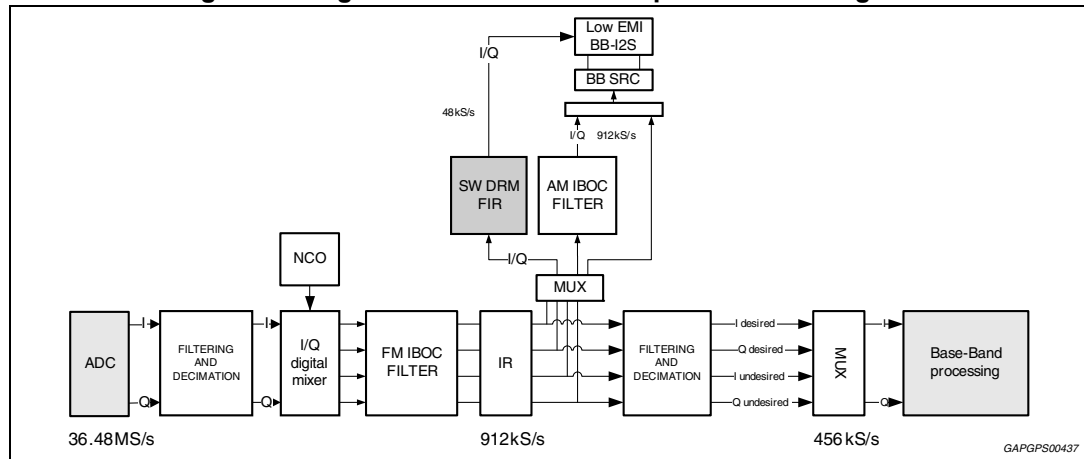 Low EMI
BB-I2S
I/Q
BB SRC
48kS/s
I/Q
912kS/s
SW DRM
FIR
AM IBOC
FILTER
NCO
I/Q
MUX
ADC
I
Q
FILTERING
AND
DECIMATION
I
Q
I/Q
digital
mixer
FM IBOC
FILTER
IR
FILTERING
AND
DECIMATION
I desired
Q desired
I undesired
Q undesired
MUX
I
Q
Base-Band
processing
36.48MS/s
912kS/s
456kS/s
GAPGPS00437